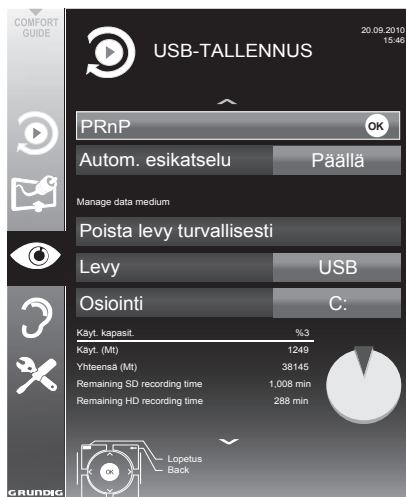 COMFORT
GUIDE
USB-TALLENNUS
20.09.2010
15:46
PRnP OK
Autom. esikatselu Päällä
Manage data medium
Poista levy turvallisesti
Levy USB
Osiointi C:
Käyt. kapasit. %3
Käyt. (Mt) 1249
Yhteensä (Mt) 38145
Remaining SD recording time 1,008 min
Remaining HD recording time 288 min
Lopetus
Back
OK
GRUNDIG